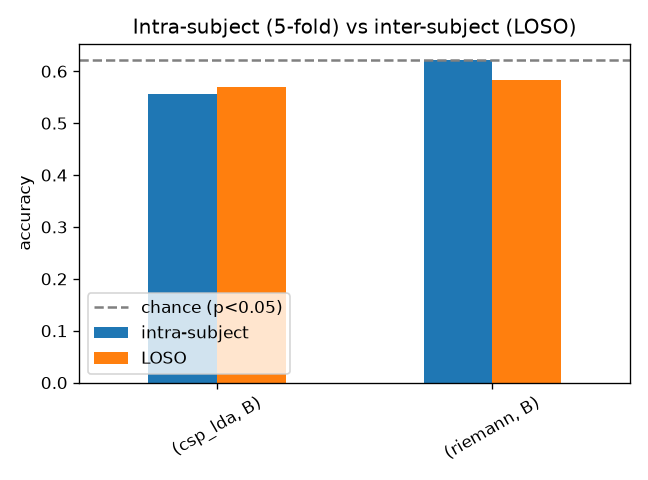 Intra-subject (5-fold) vs inter-subject (LOSO)
accuracy
0.6
0.5
0.4
0.3
0.2
0.1
0.0
chance (p<0.05)
intra-subject
LOSO
(csp_lda, B)
(riemann, B)